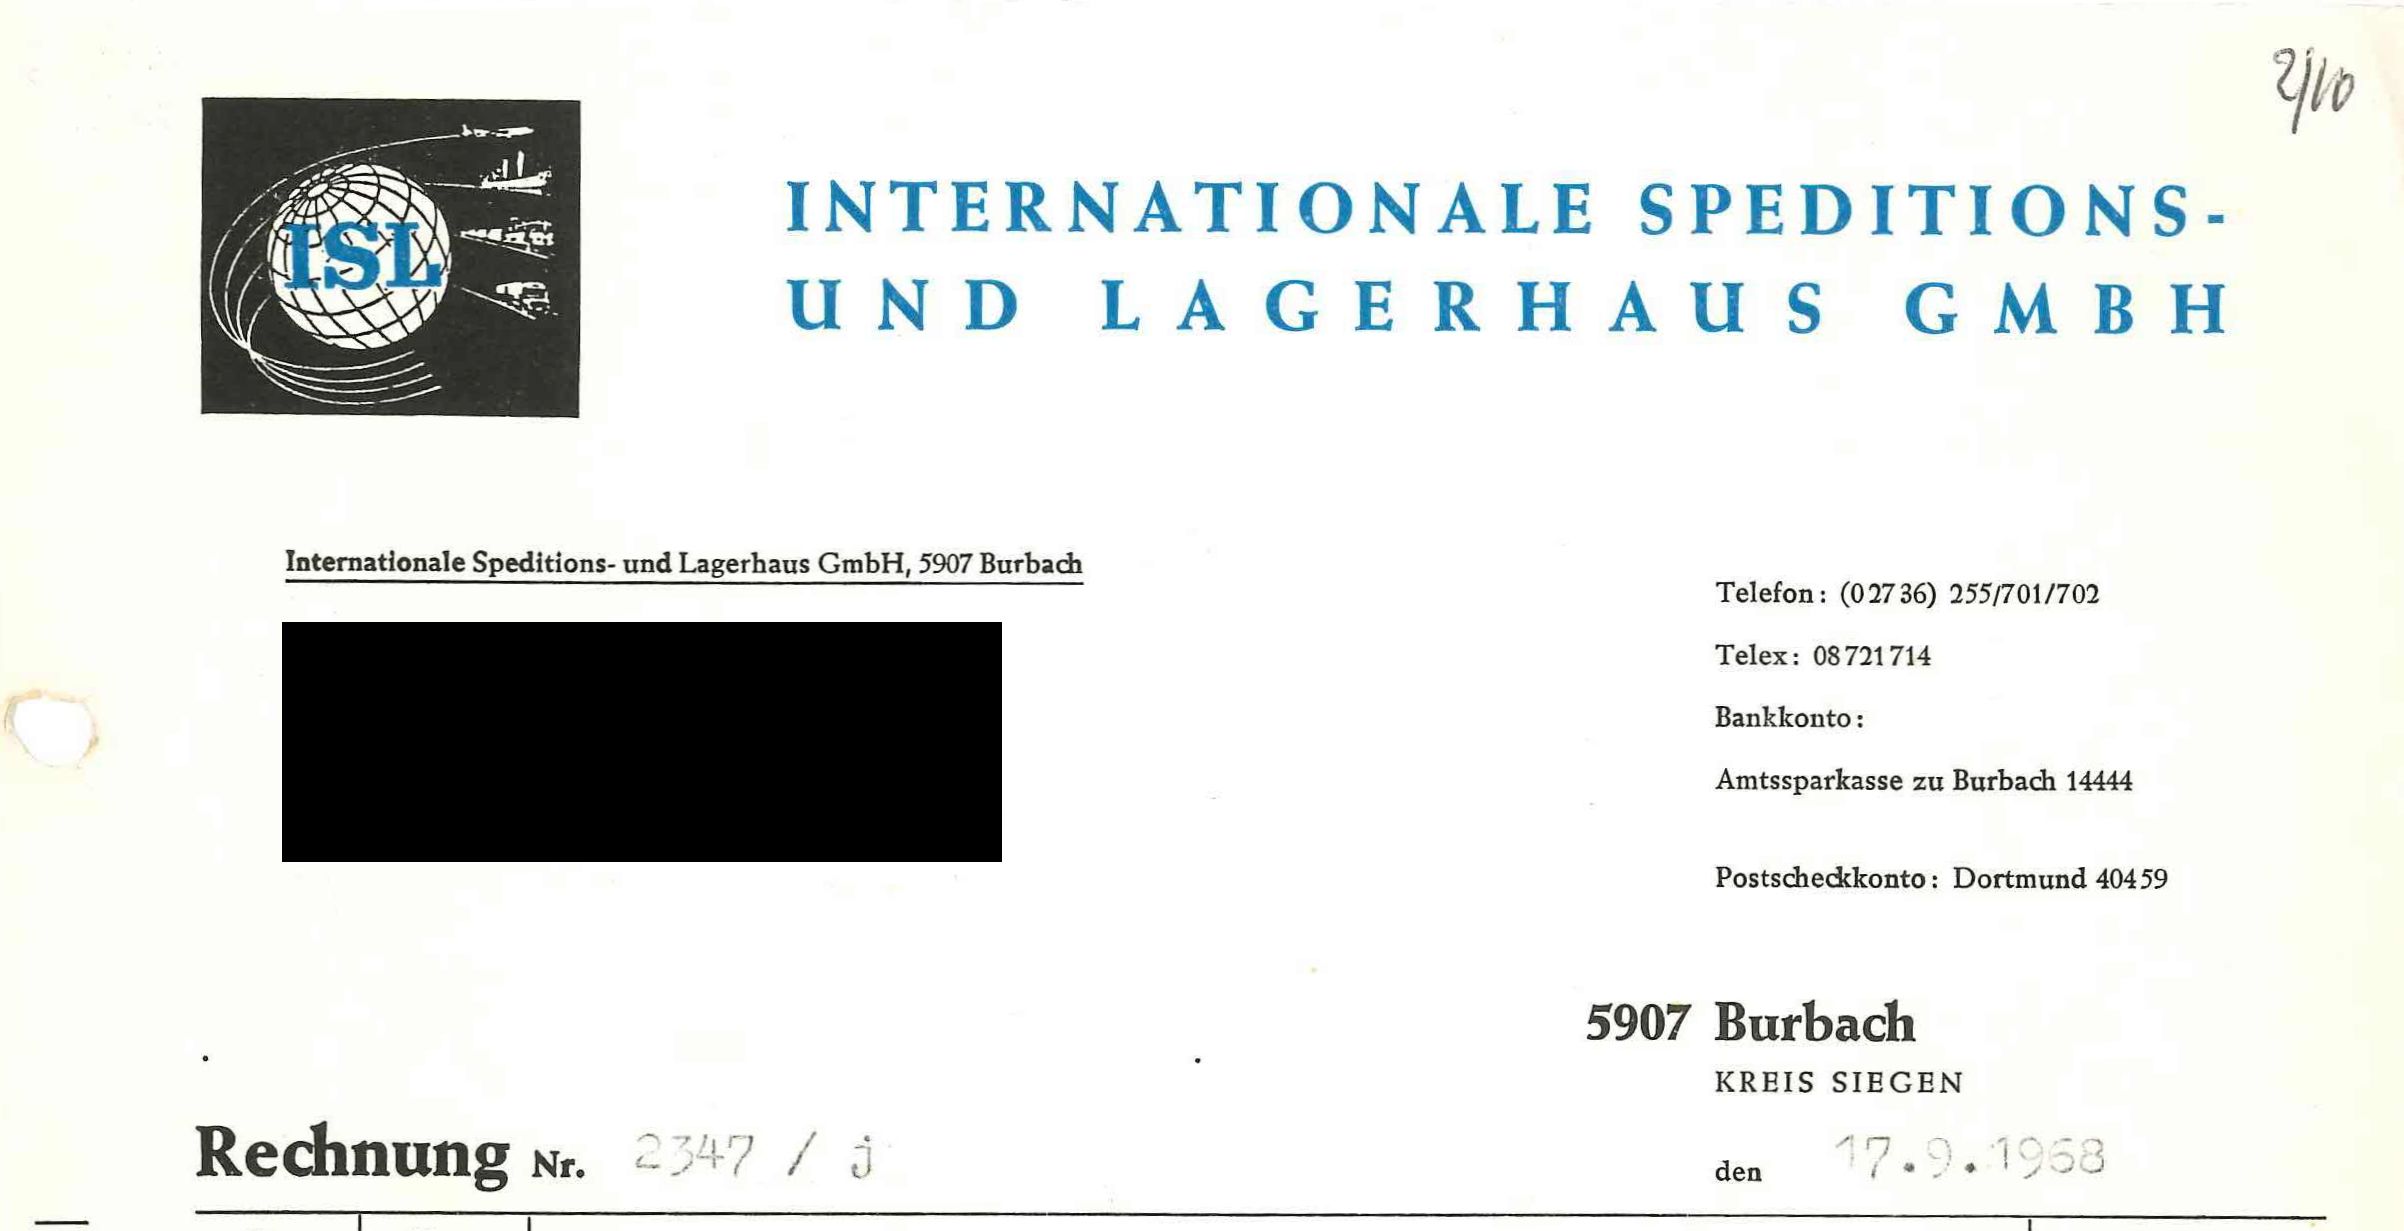 2/10
ISL
INTERNATIONALE SPEDITIONS-
UND LAGERHAUS GMBH
Internationale Speditions- und Lagerhaus GmbH, 5907 Burbach
Telefon: (02736) 255/701/702
Telex: 08721714
Bankkonto:
Amtssparkasse zu Burbach 14444
Postscheckkonto: Dortmund 40459
5907 Burbach
KREIS SIEGEN
Rechnung Nr. 2347 / j
den 17.9.1968